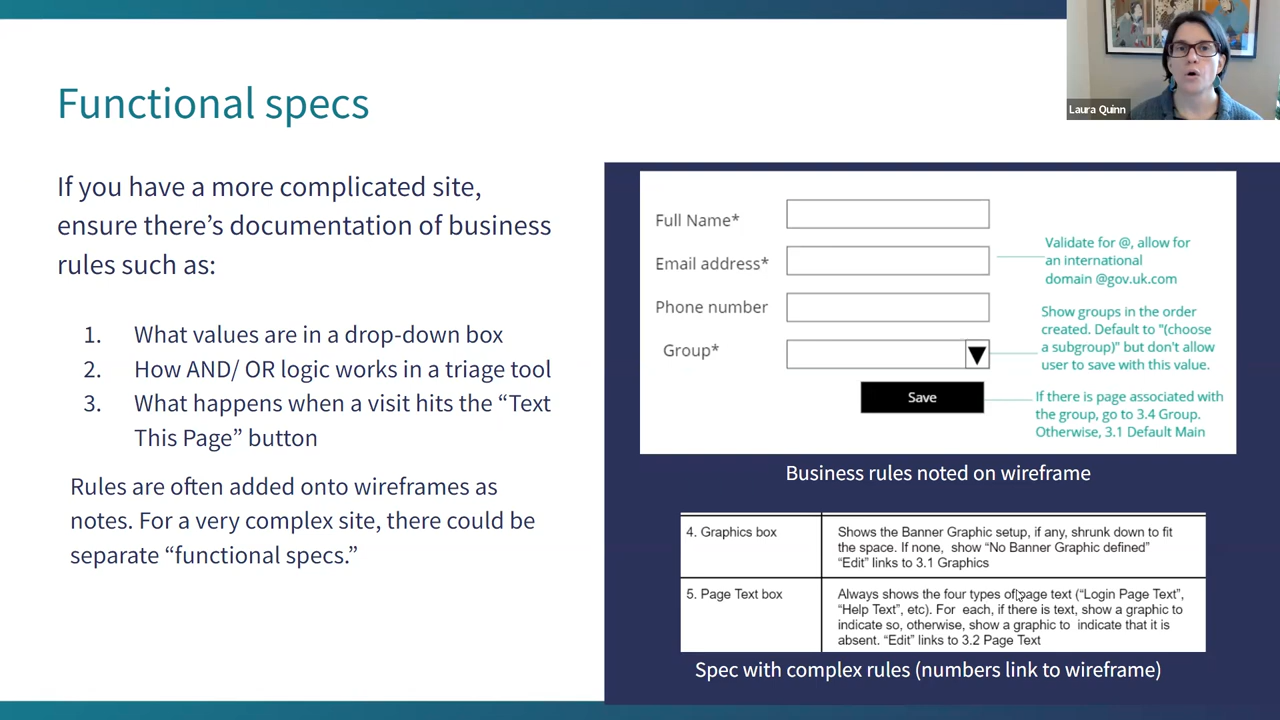 Laura Quinn
Functional specs
If you have a more complicated site,
ensure there’s documentation of business
rules such as:
1. What values are in a drop-down box
2. How AND/ OR logic works in a triage tool
3. What happens when a visit hits the “Text
This Page” button
Rules are often added onto wireframes as
notes. For a very complex site, there could be
separate “functional specs.”
Full Name*
Email address*
Phone number
Group*
Save
Validate for @, allow for
an international
domain @gov.uk.com
Show groups in the order
created. Default to "(choose
a subgroup)" but don't allow
user to save with this value.
If there is page associated with
the group, go to 3.4 Group.
Otherwise, 3.1 Default Main
Business rules noted on wireframe
4. Graphics box
Shows the Banner Graphic setup, if any, shrunk down to fit
the space. If none, show “No Banner Graphic defined”
“Edit” links to 3.1 Graphics
5. Page Text box
Always shows the four types of page text (“Login Page Text”,
“Help Text”, etc). For each, if there is text, show a graphic to
indicate so, otherwise, show a graphic to indicate that it is
absent. “Edit” links to 3.2 Page Text
Spec with complex rules (numbers link to wireframe)